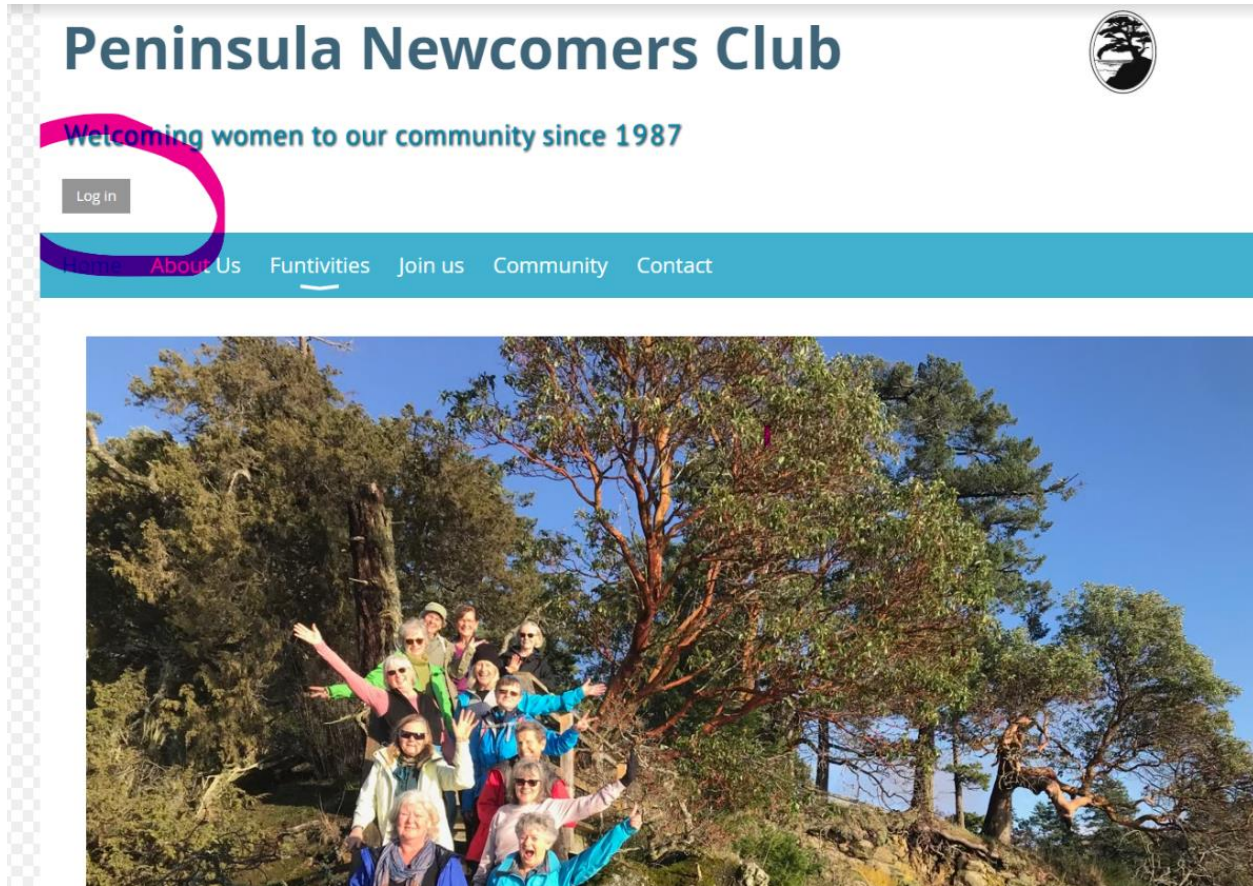 Peninsula Newcomers Club
Welcoming women to our community since 1987
Log in
Home About Us Funtivities Join us Community Contact